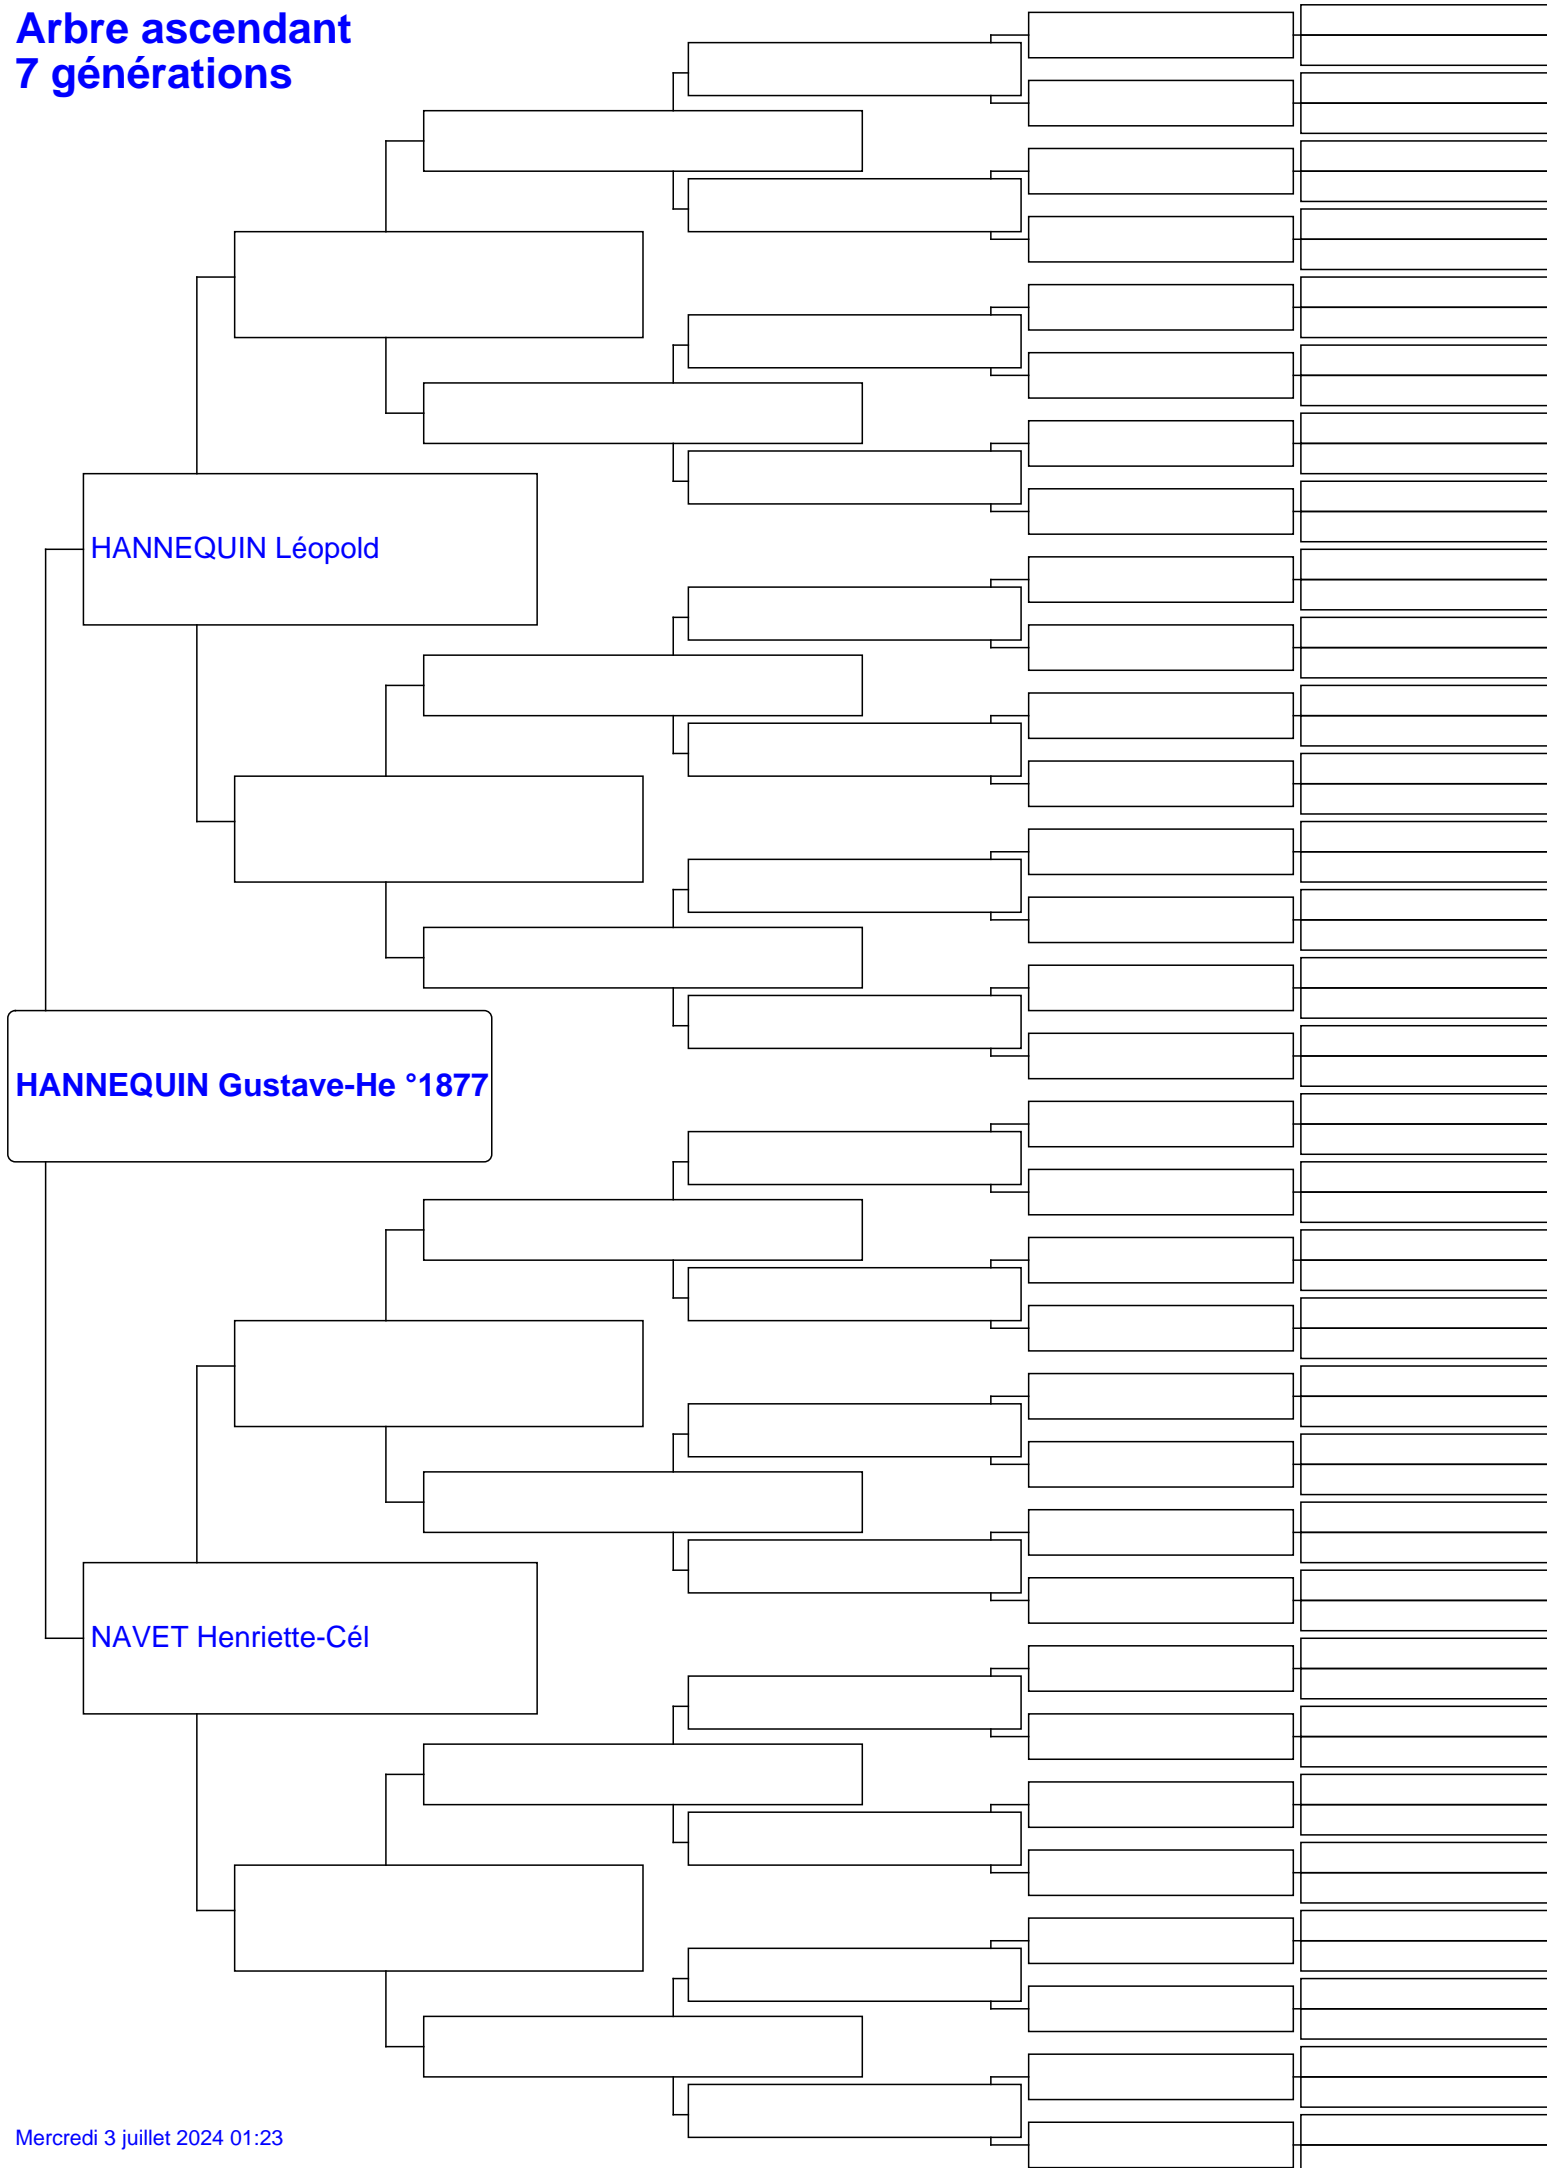 Arbre ascendant
7 générations
HANNEQUIN Léopold
HANNEQUIN Gustave-He °1877
NAVET Henriette-Cél
Mercredi 3 juillet 2024 01:23